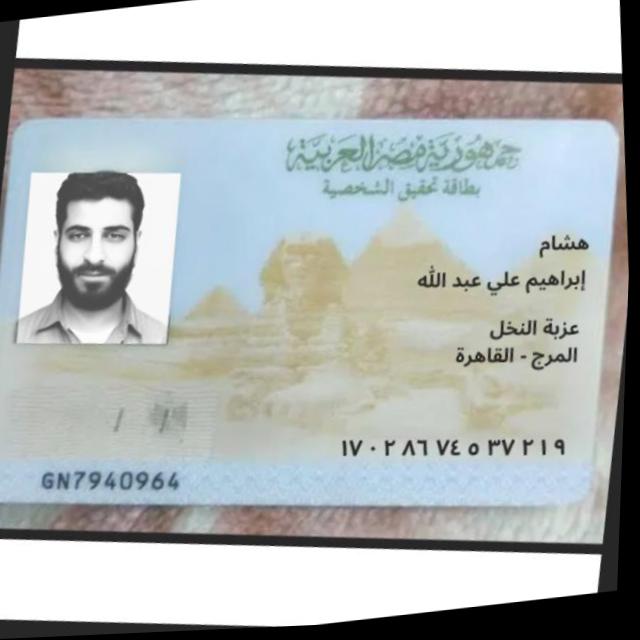 جمهورية مصر العربية
بطاقة تحقيق الشخصية
هشام
إبراهيم علي عبد الله
عزبة النخل
المرج - القاهرة
١٧٠٢٨٦٧٤٥٣٧٢١٩
GN7940964